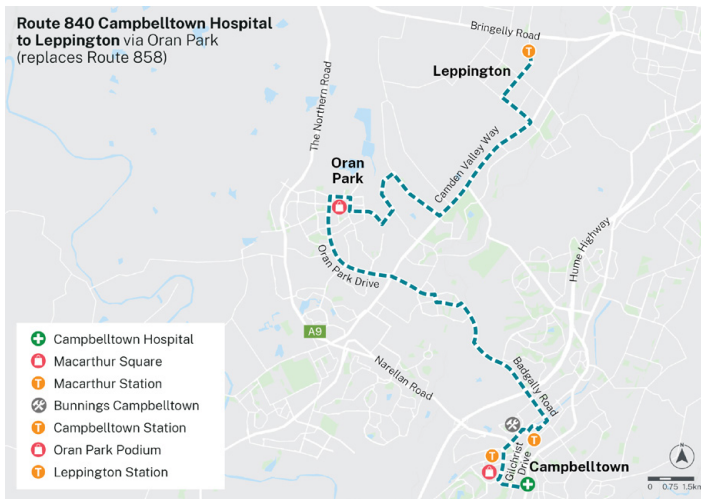 Route 840 Campbelltown Hospital
to Leppington via Oran Park
(replaces Route 858)
Bringelly Road
T
Leppington
The Northern Road
Camden Valley Way
Oran
Park
Hume Highway
Oran Park Drive
A9
Narellan Road
Badgally Road
T
T
Gilchrist
Drive
Campbelltown
Campbelltown Hospital
Macarthur Square
T Macarthur Station
Bunnings Campbelltown
T Campbelltown Station
Oran Park Podium
T Leppington Station
N
0 0.75 1.5km